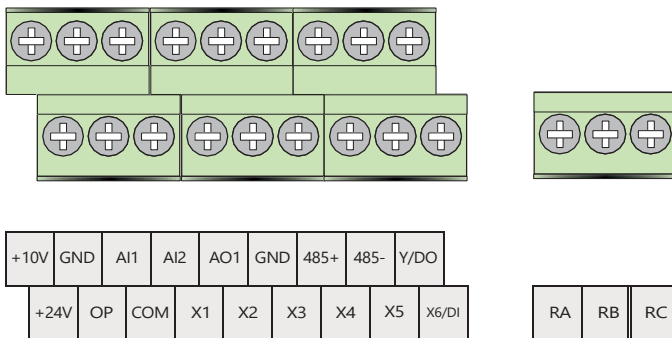 +10V GND AI1 AI2 AO1 GND 485+ 485- Y/DO
+24V OP COM X1 X2 X3 X4 X5 X6/DI RA RB RC